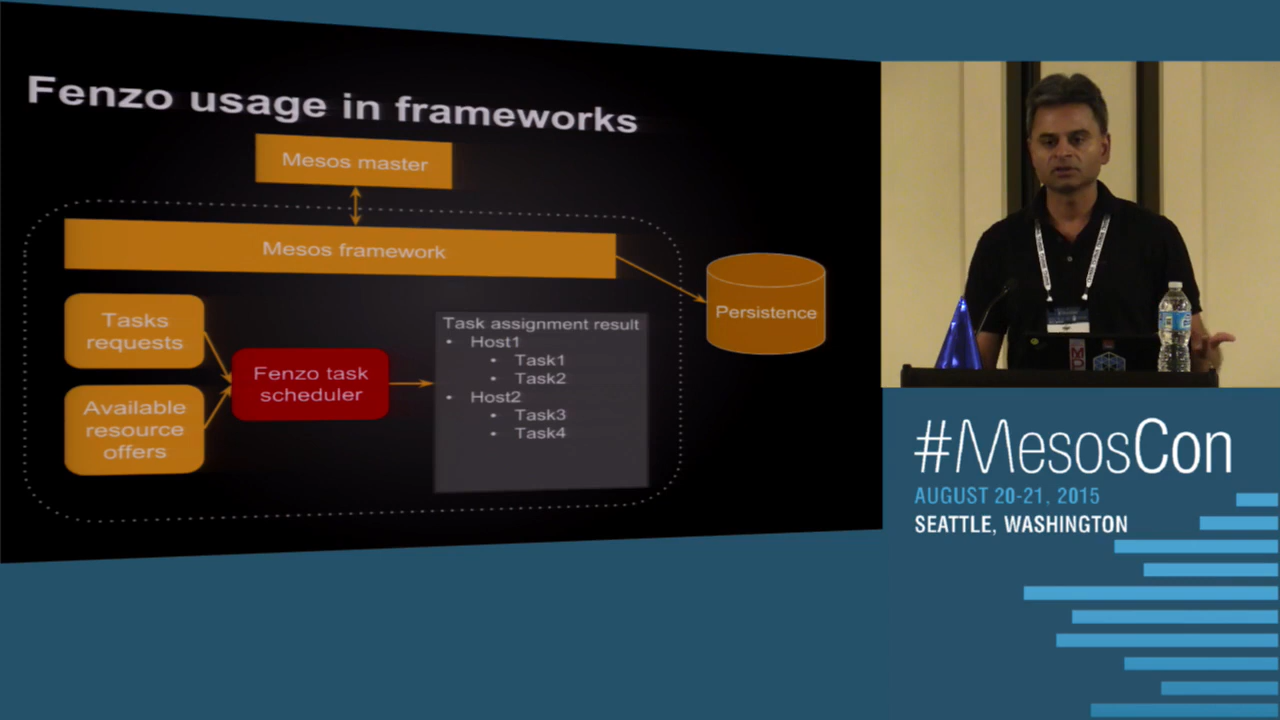 Fenzo usage in frameworks
Mesos master
Mesos framework
Persistence
Tasks
requests
Available
resource
offers
Fenzo task
scheduler
Task assignment result
• Host1
• Task1
• Task2
• Host2
• Task3
• Task4
#MesosCon
AUGUST 20-21, 2015
SEATTLE, WASHINGTON